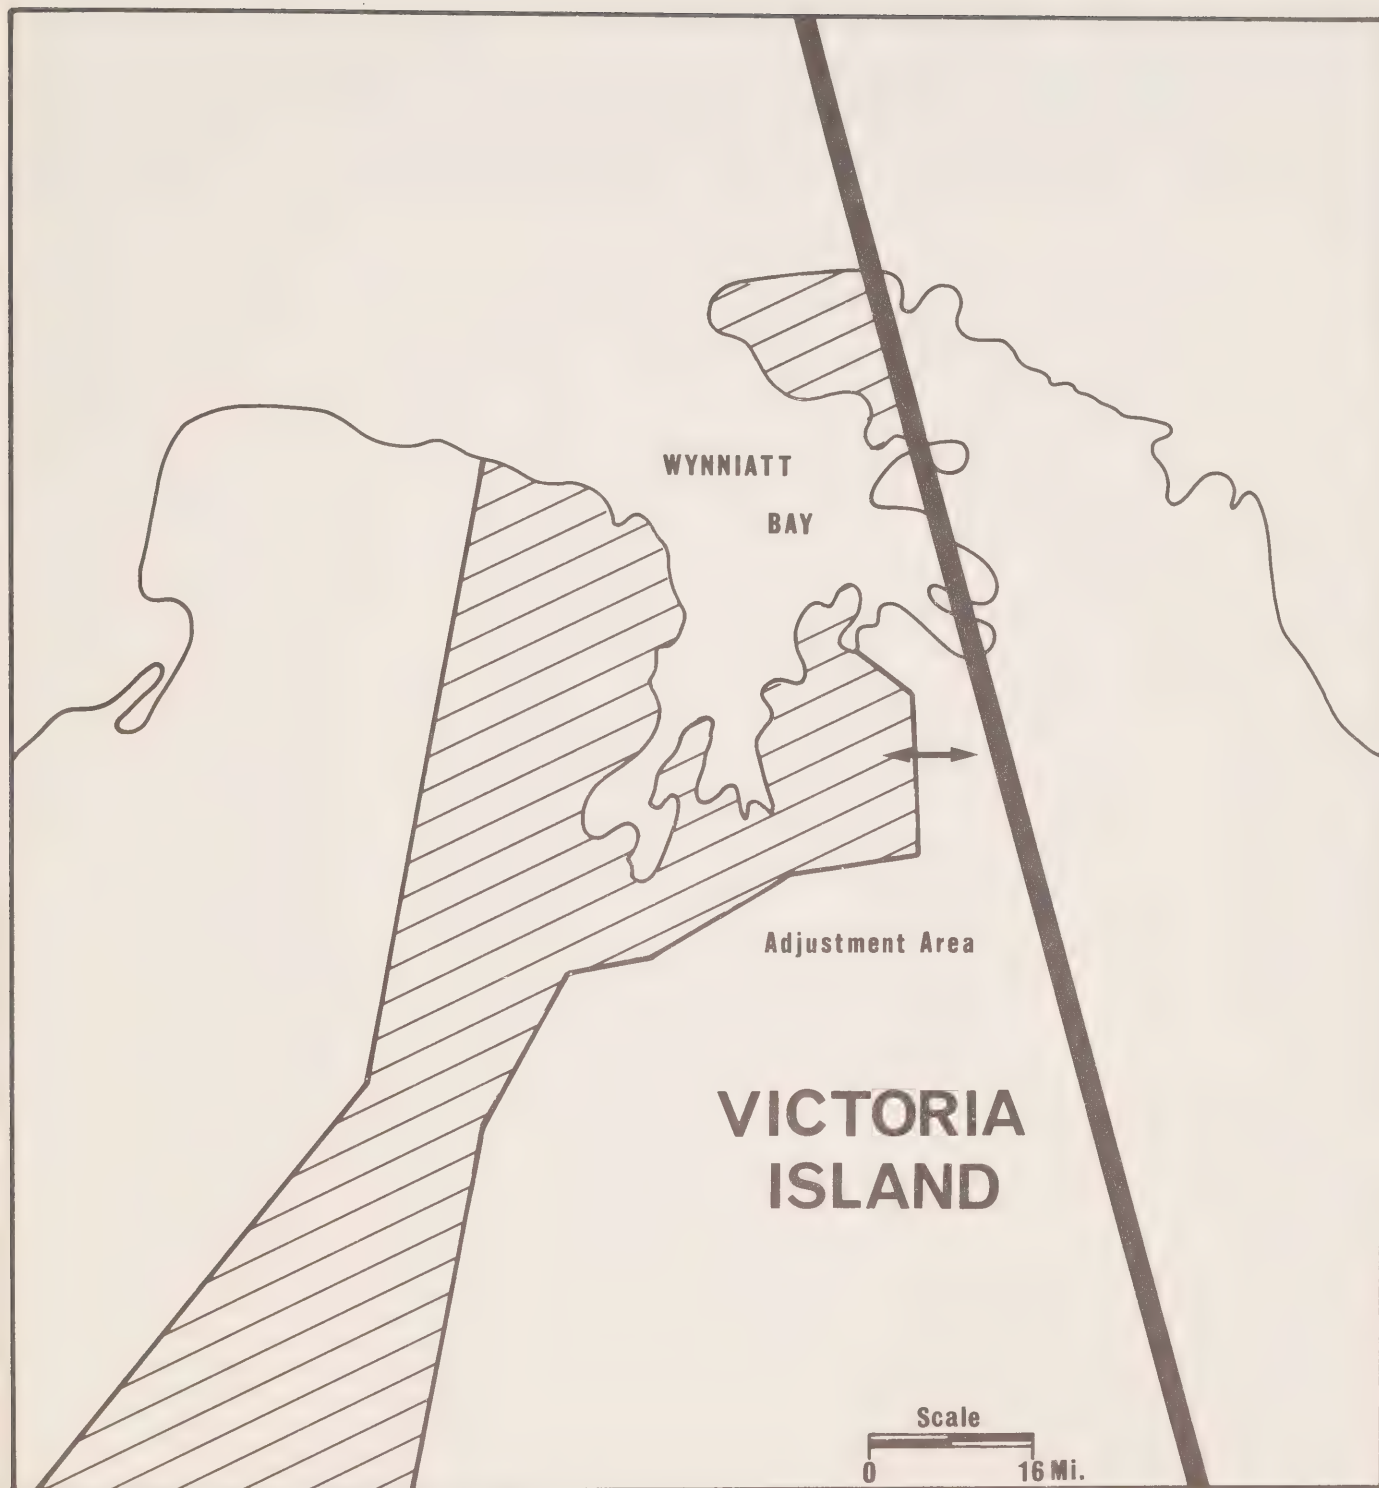 WYNNIATT
BAY
Adjustment Area
VICTORIA
ISLAND
Scale
0 16 Mi.